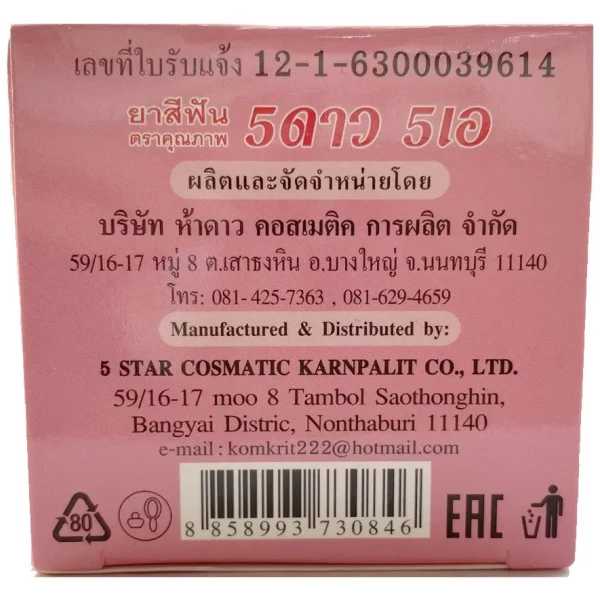 เลขที่ใบรับแจ้ง 12-1-6300039614
ยาสีฟัน
ตราคุณภาพ
5ดาว 5เอ
ผลิตและจัดจำหน่ายโดย
บริษัท ห้าดาว คอสเมติค การผลิต จำกัด
59/16-17 หมู่ 8 ต.เสาธงหิน อ.บางใหญ่ จ.นนทบุรี 11140
โทร: 081-425-7363 , 081-629-4659
Manufactured & Distributed by:
5 STAR COSMATIC KARNPALIT CO., LTD.
59/16-17 moo 8 Tambol Saothonghin,
Bangyai Distric, Nonthaburi 11140
e-mail : komkrit222@hotmail.com
80
8 858993 730846
EAC